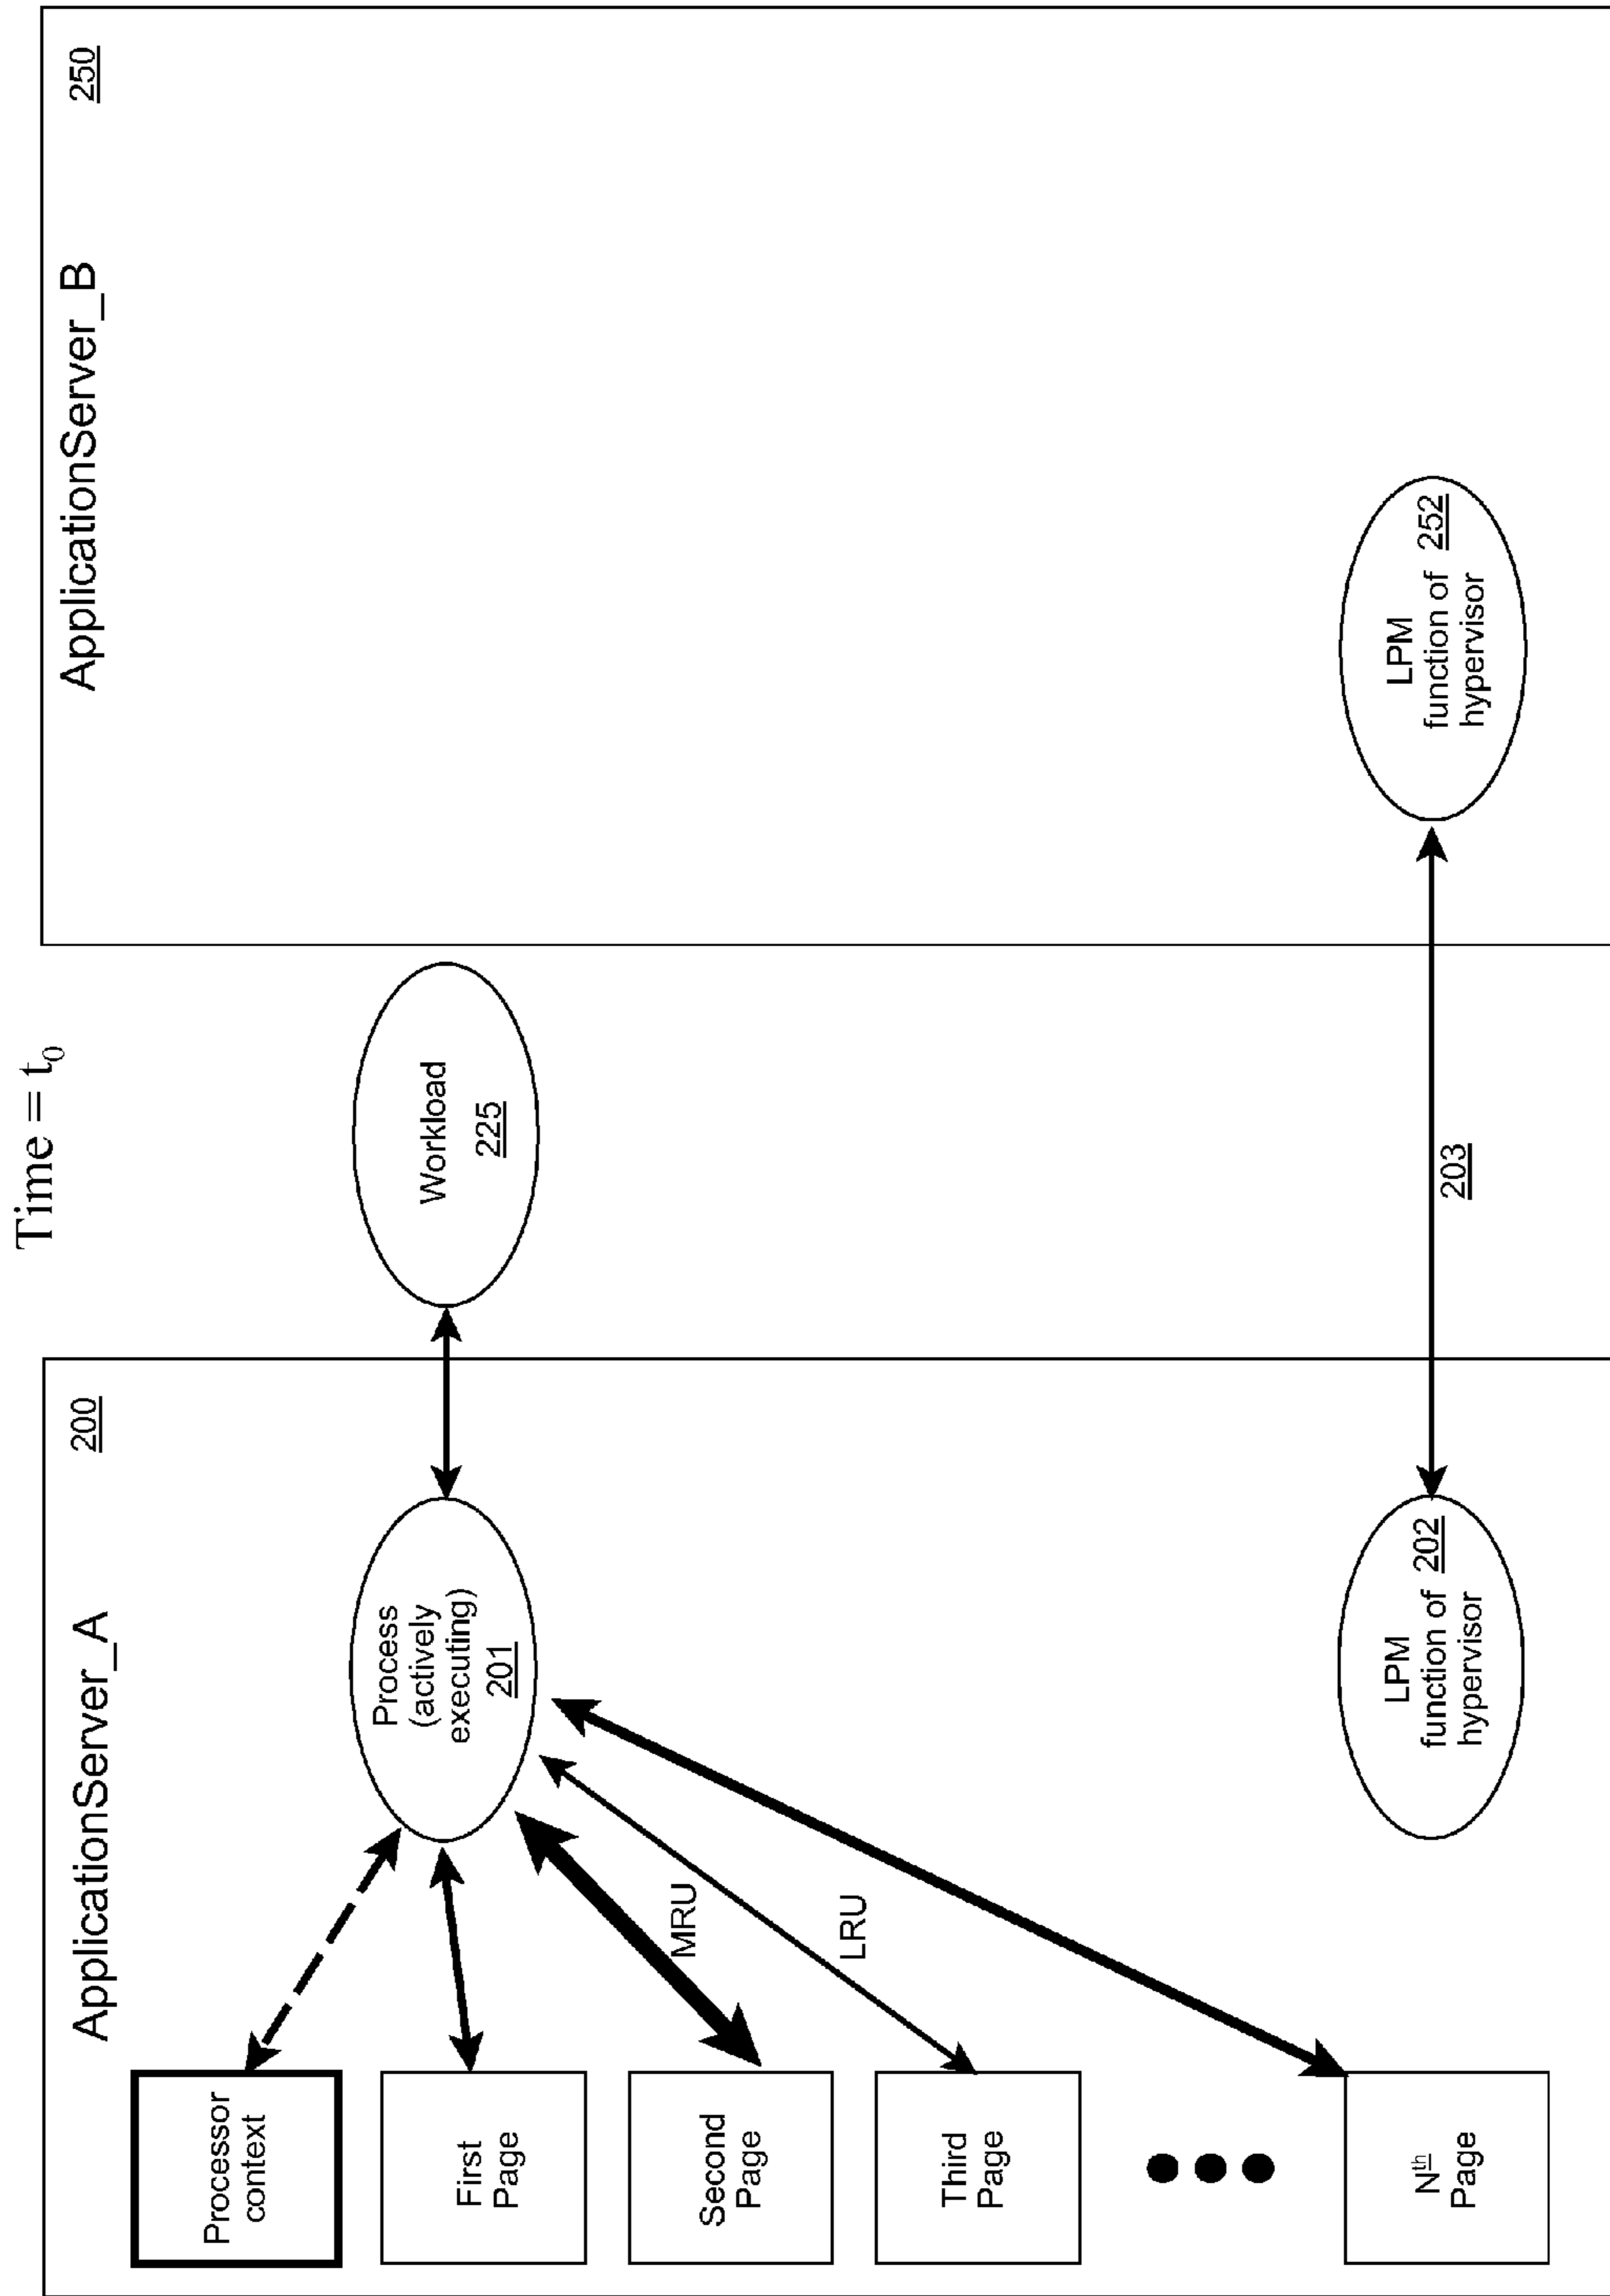 Time = t₀
ApplicationServer_A
200
Processor
context
First
Page
Second
Page
Third
Page
Nth
Page
MRU
LRU
Process
(actively
executing)
201
LPM
function of 202
hypervisor
Workload
225
203
ApplicationServer_B
250
LPM
function of 252
hypervisor